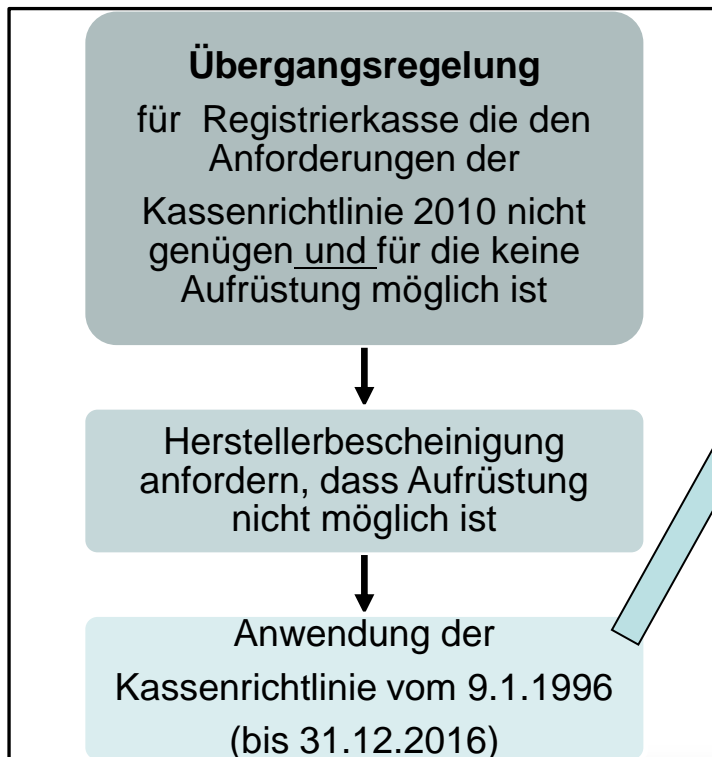 Übergangsregelung
für Registrierkasse die den
Anforderungen der
Kassenrichtlinie 2010 nicht
genügen und für die keine
Aufrüstung möglich ist
Herstellerbescheinigung
anfordern, dass Aufrüstung
nicht möglich ist
Anwendung der
Kassenrichtlinie vom 9.1.1996
(bis 31.12.2016)